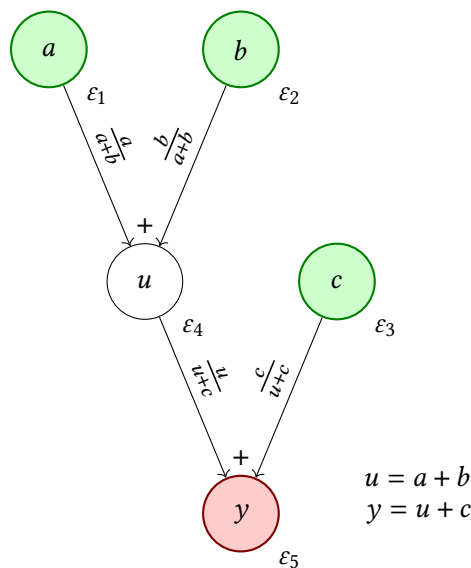 a
b
ε₁
ε₂
a/(a+b)
b/(a+b)
+
u
c
ε₄
ε₃
u/(u+c)
c/(u+c)
+
u = a + b
y = u + c
y
ε₅